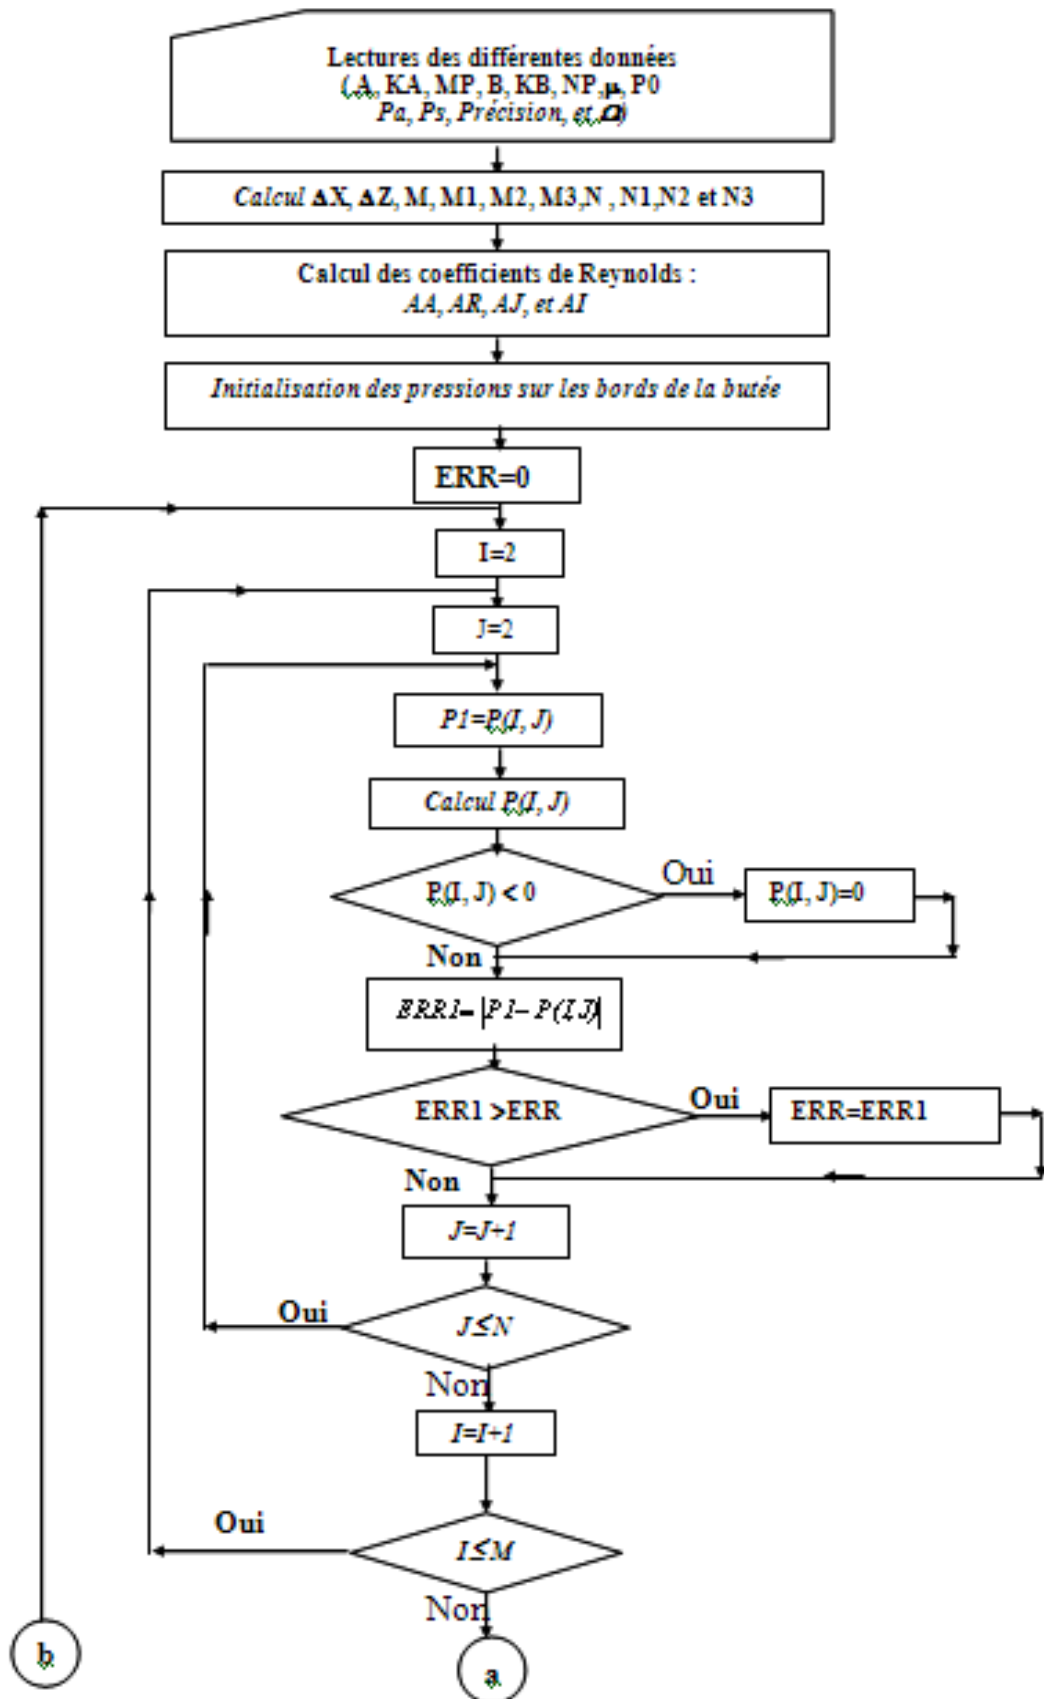 Lectures des différentes données
( A, KA, MP, B, KB, NP,μ, P0
Pa, Ps, Précision, et Ω)
Calcul ΔX, ΔZ, M, M1, M2, M3,N , N1,N2 et N3
Calcul des coefficients de Reynolds :
AA, AR, AJ, et AI
Initialisation des pressions sur les bords de la butée
ERR=0
I=2
J=2
P1=P(I, J)
Calcul P(I, J)
P(I, J) < 0
Oui
P(I, J)=0
Non
ERR1= |P1− P(I,J)|
ERR1 >ERR
Oui
ERR=ERR1
Non
J=J+1
J≤N
Oui
Non
I=I+1
I≤M
Oui
Non
b
a